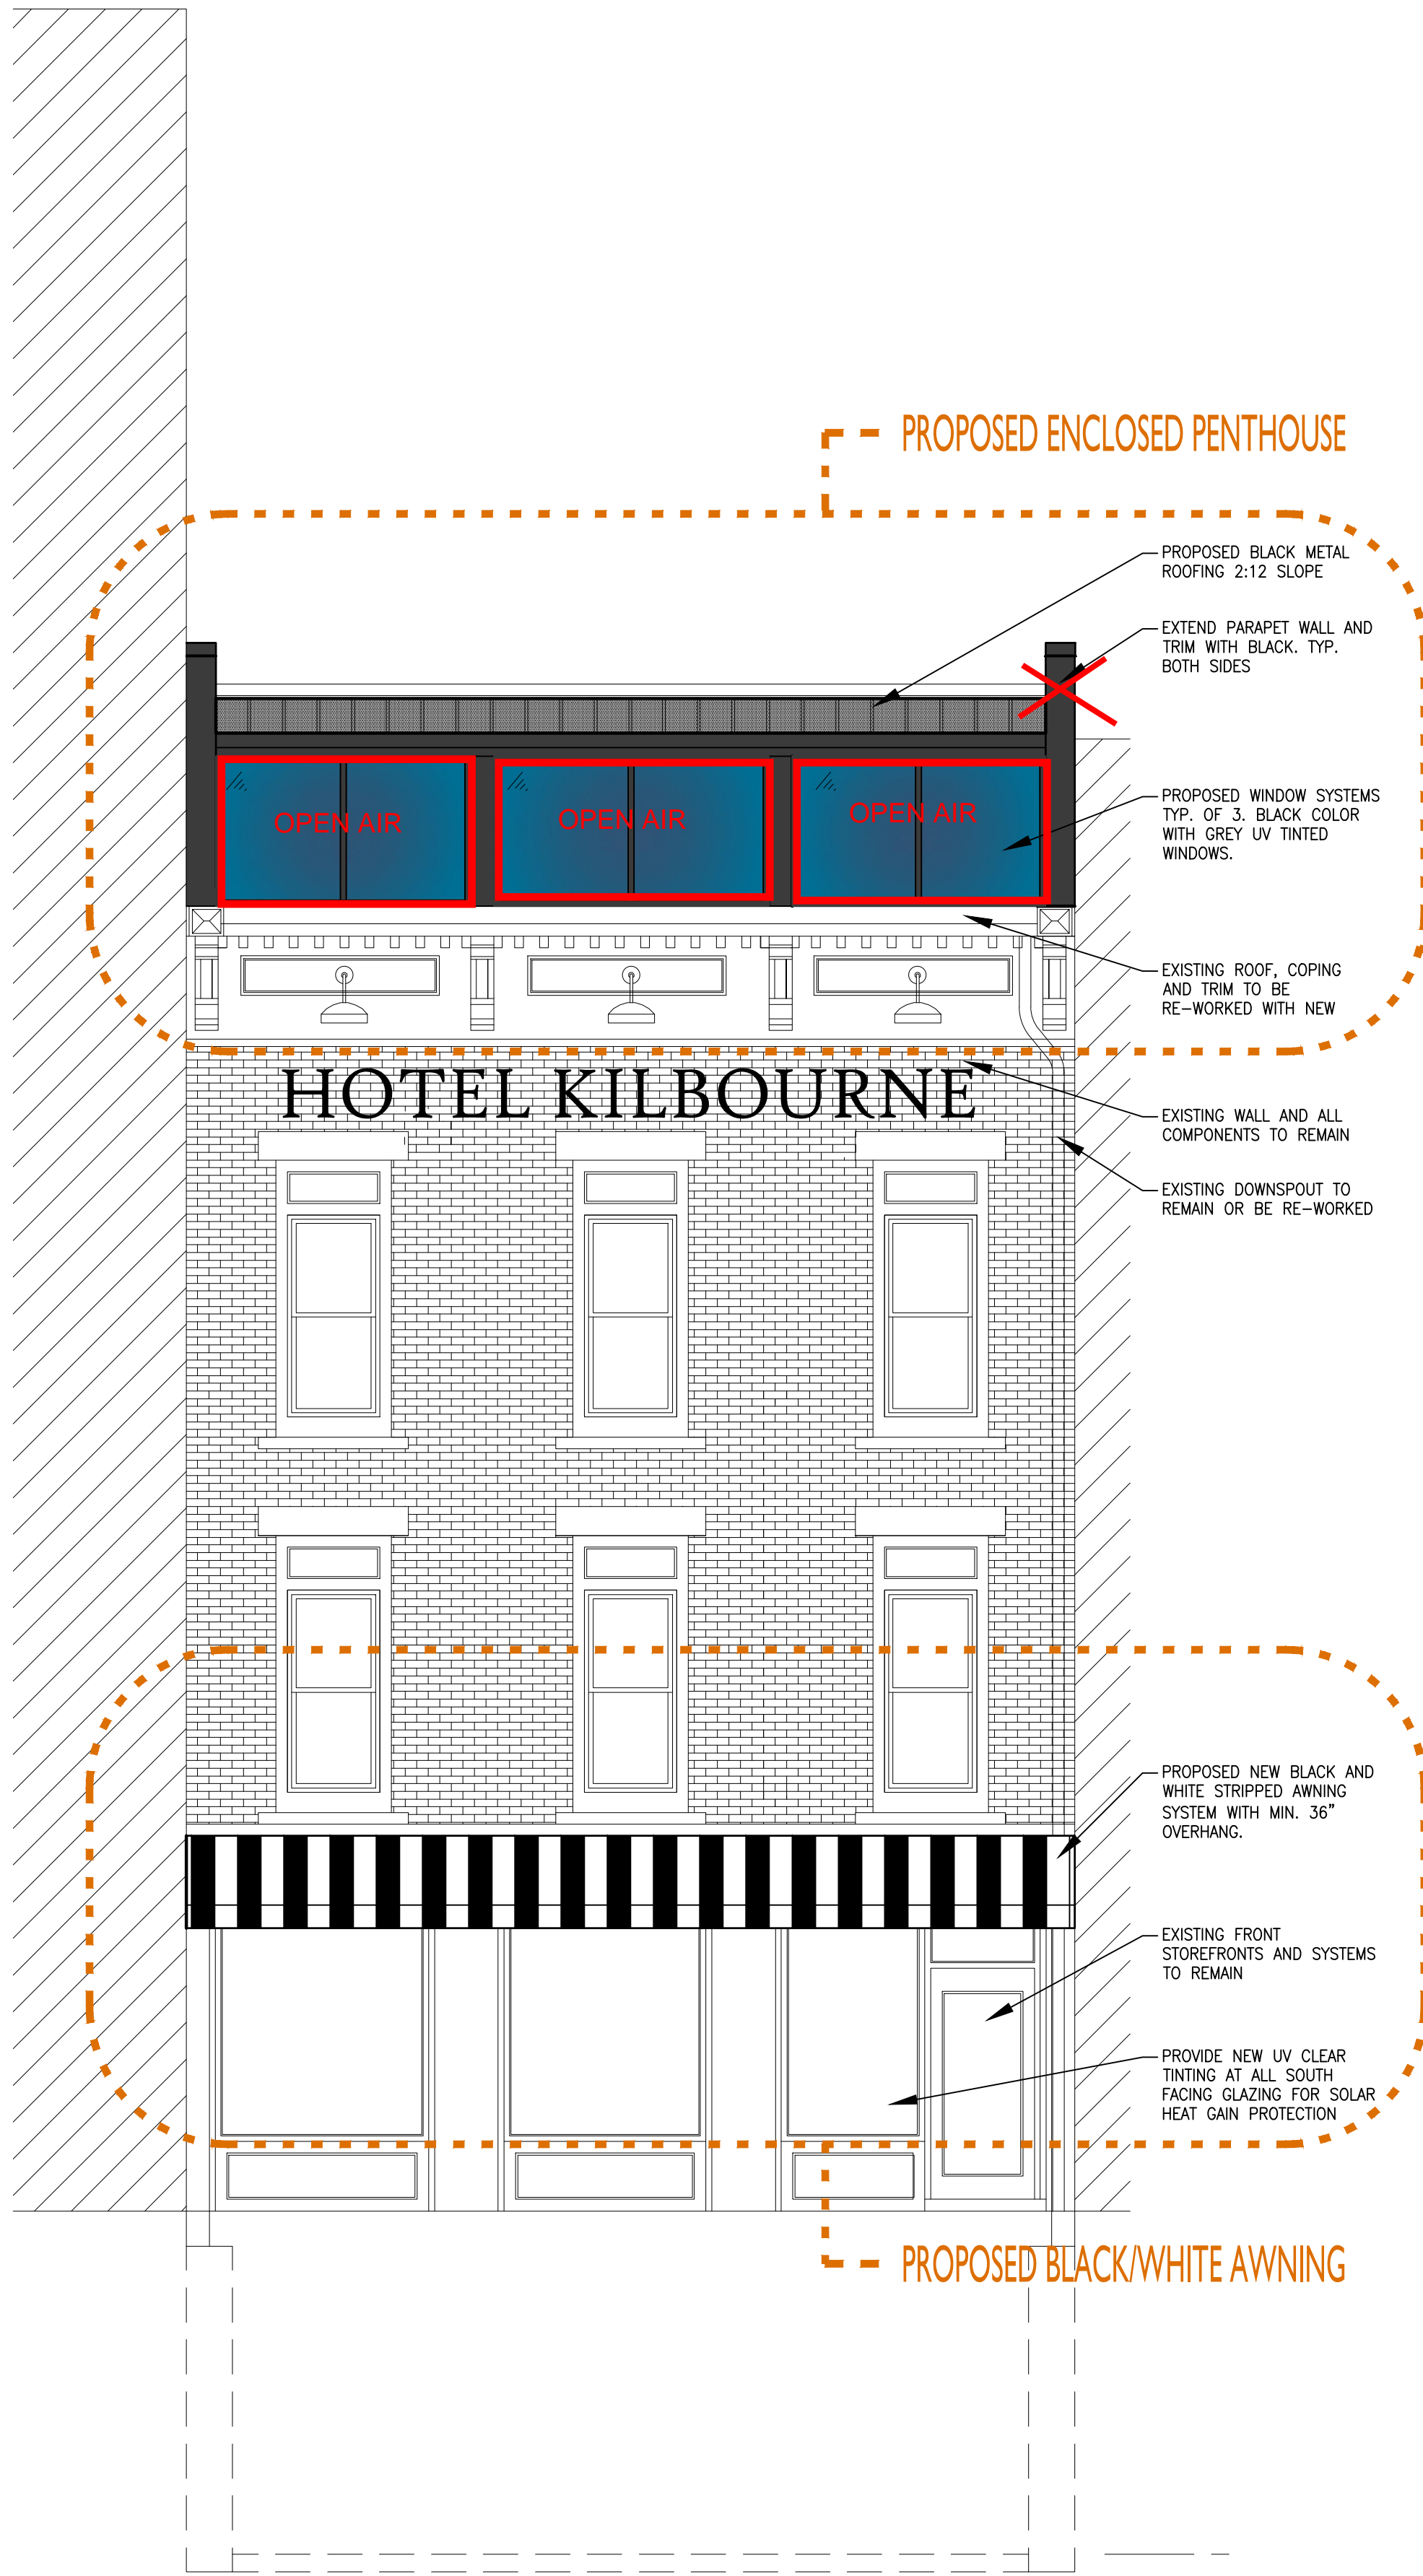 PROPOSED ENCLOSED PENTHOUSE
PROPOSED BLACK METAL
ROOFING 2:12 SLOPE
EXTEND PARAPET WALL AND
TRIM WITH BLACK. TYP.
BOTH SIDES
PROPOSED WINDOW SYSTEMS
TYP. OF 3. BLACK COLOR
WITH GREY UV TINTED
WINDOWS.
OPEN AIR
OPEN AIR
OPEN AIR
EXISTING ROOF, COPING
AND TRIM TO BE
RE-WORKED WITH NEW
HOTEL KILBOURNE
EXISTING WALL AND ALL
COMPONENTS TO REMAIN
EXISTING DOWNSPOUT TO
REMAIN OR BE RE-WORKED
PROPOSED NEW BLACK AND
WHITE STRIPPED AWNING
SYSTEM WITH MIN. 36"
OVERHANG.
EXISTING FRONT
STOREFRONTS AND SYSTEMS
TO REMAIN
PROVIDE NEW UV CLEAR
TINTING AT ALL SOUTH
FACING GLAZING FOR SOLAR
HEAT GAIN PROTECTION
PROPOSED BLACK/WHITE AWNING